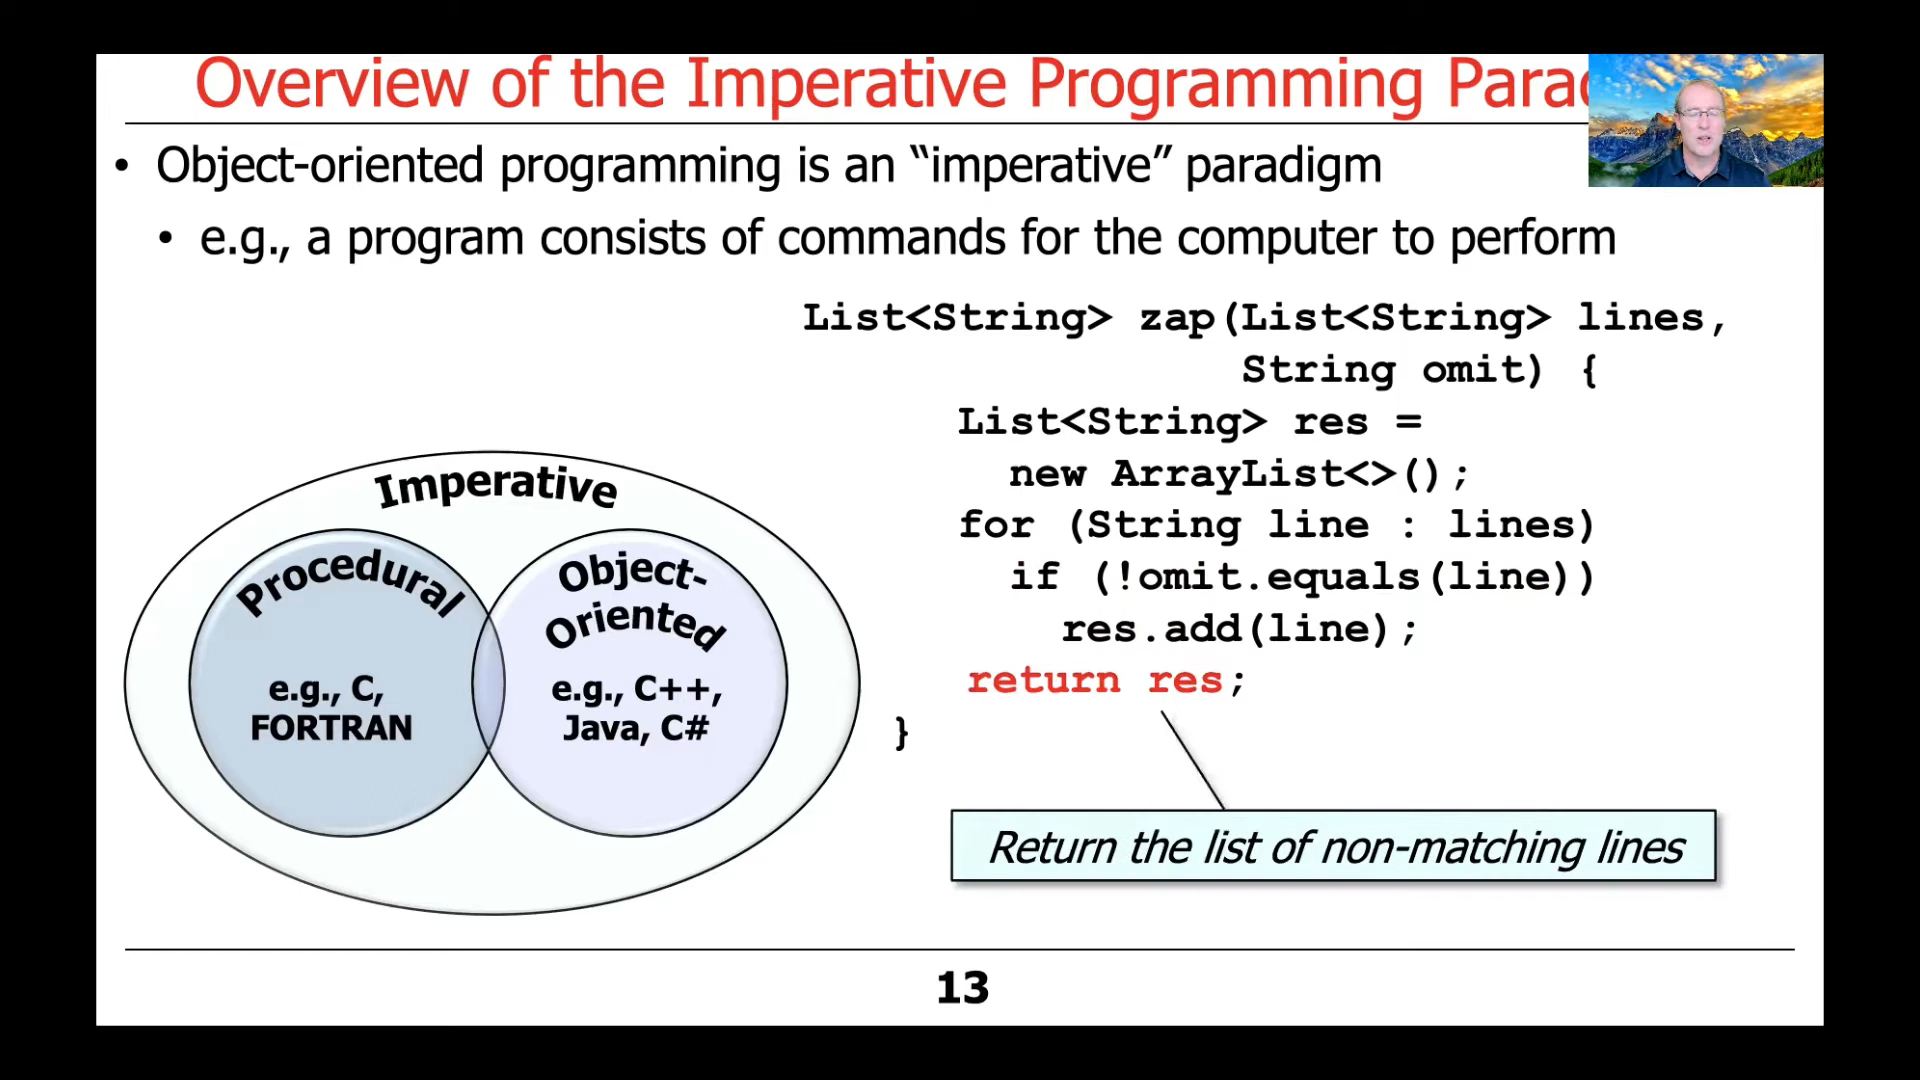 Overview of the Imperative Programming Parad
• Object-oriented programming is an “imperative” paradigm
• e.g., a program consists of commands for the computer to perform
List<String> zap(List<String> lines,
String omit) {
List<String> res =
new ArrayList<>();
for (String line : lines)
if (!omit.equals(line))
res.add(line);
return res;
}
Imperative
Procedural
e.g., C,
FORTRAN
Object-
Oriented
e.g., C++,
Java, C#
Return the list of non-matching lines
13